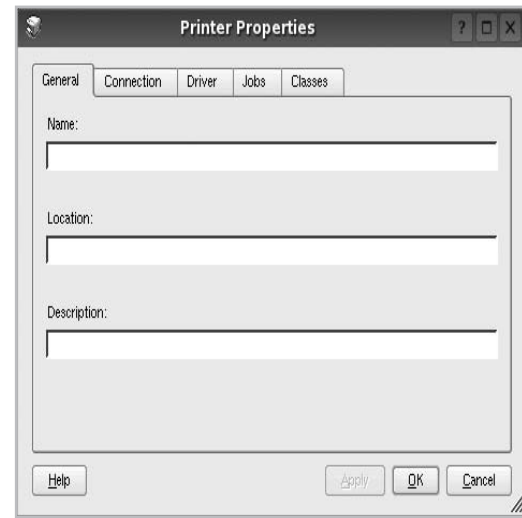 Printer Properties ?
General Connection Driver Jobs Classes
Name:
Location:
Description:
Help Apply OK Cancel